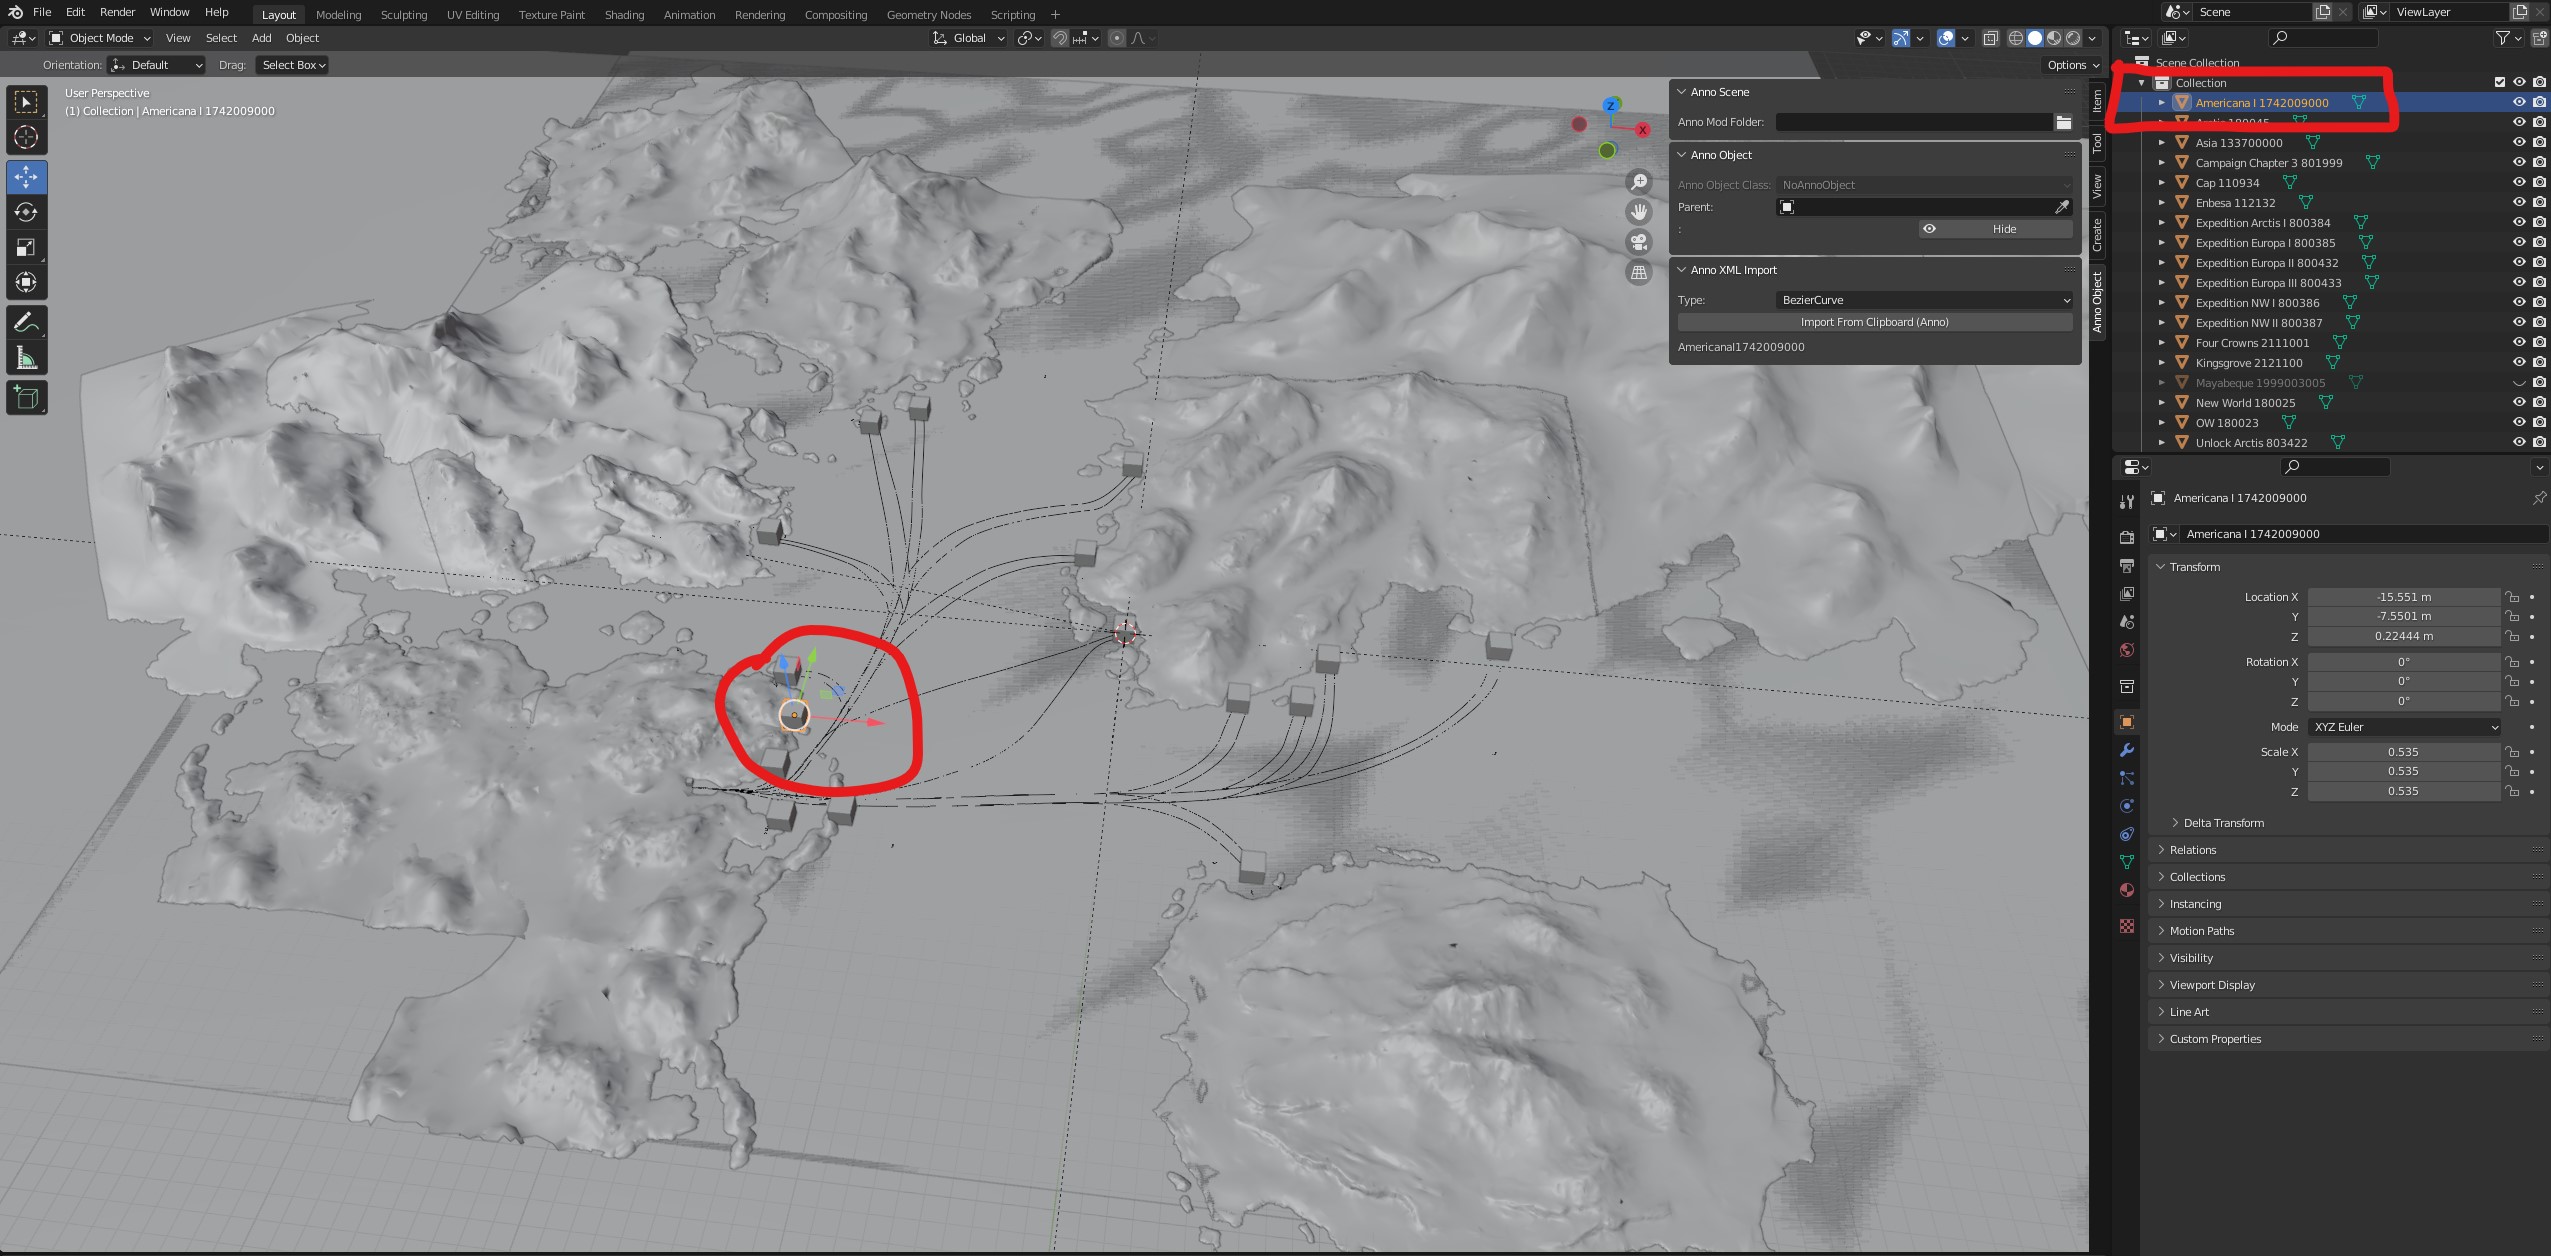 File Edit Render Window Help Layout Modeling Sculpting UV Editing Texture Paint Shading Animation Rendering Compositing Geometry Nodes Scripting + Scene ViewLayer
Object Mode View Select Add Object Global
Orientation: Default Drag: Select Box Options
User Perspective
(1) Collection | Americana I 1742009000
Z
X
Anno Scene
Anno Mod Folder:
Anno Object
Anno Object Class: NoAnnoObject
Parent:
: Hide
Anno XML Import
Type: BezierCurve
Import From Clipboard (Anno)
AmericanaI1742009000
Item
Tool
View
Create
Anno Object
Scene Collection
Collection
Americana I 1742009000
Arctic 180045
Asia 133700000
Campaign Chapter 3 801999
Cap 110934
Enbesa 112132
Expedition Arctis I 800384
Expedition Europa I 800385
Expedition Europa II 800432
Expedition Europa III 800433
Expedition NW I 800386
Expedition NW II 800387
Four Crowns 2111001
Kingsgrove 2121100
Mayabeque 1999003005
New World 180025
OW 180023
Unlock Arctis 803422
Americana I 1742009000
Americana I 1742009000
Transform
Location X -15.551 m
Y -7.5501 m
Z 0.22444 m
Rotation X 0°
Y 0°
Z 0°
Mode XYZ Euler
Scale X 0.535
Y 0.535
Z 0.535
Delta Transform
Relations
Collections
Instancing
Motion Paths
Visibility
Viewport Display
Line Art
Custom Properties